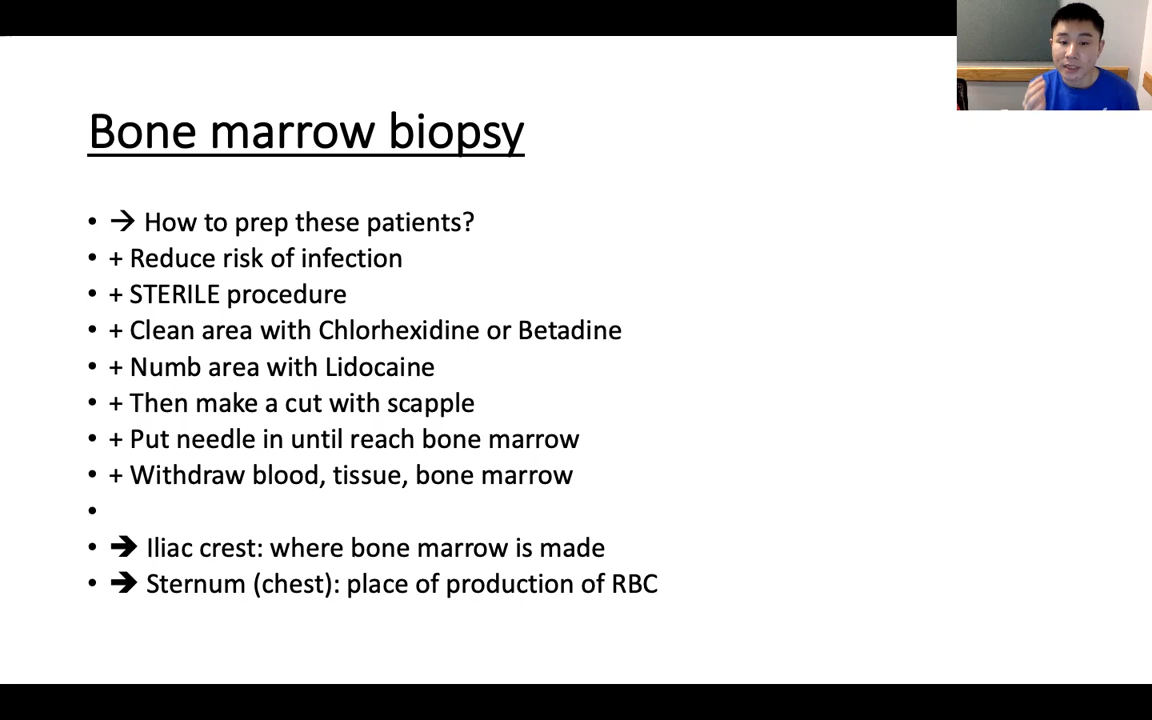 Bone marrow biopsy
• → How to prep these patients?
• + Reduce risk of infection
• + STERILE procedure
• + Clean area with Chlorhexidine or Betadine
• + Numb area with Lidocaine
• + Then make a cut with scapple
• + Put needle in until reach bone marrow
• + Withdraw blood, tissue, bone marrow
•
• ➔ Iliac crest: where bone marrow is made
• ➔ Sternum (chest): place of production of RBC